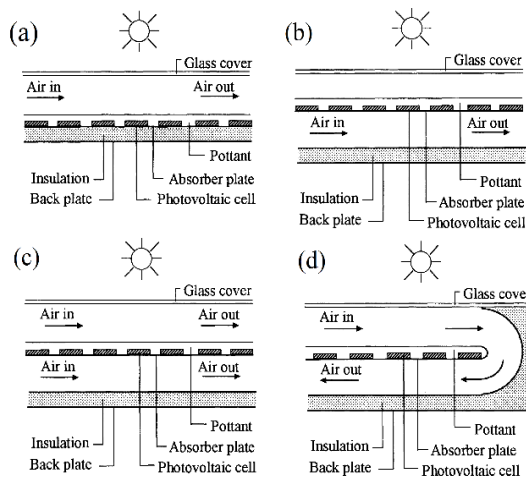 (a)
Glass cover
Air in
Air out
Pottant
Insulation
Absorber plate
Back plate
Photovoltaic cell
(b)
Glass cover
Air in
Air out
Pottant
Insulation
Absorber plate
Back plate
Photovoltaic cell
(c)
Glass cover
Air in
Air out
Air in
Air out
Pottant
Insulation
Absorber plate
Back plate
Photovoltaic cell
(d)
Glass cove
Air in
Air out
Pottant
Insulation
Absorber plate
Back plate
Photovoltaic cell